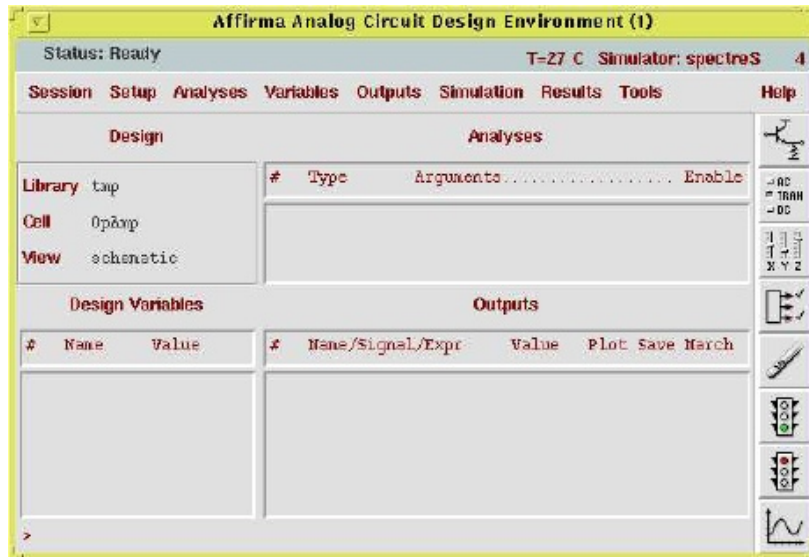 Affirma Analog Circuit Design Environment (1)
Status: Ready T=27 C Simulator: spectreS 4
Session Setup Analyses Variables Outputs Simulation Results Tools Help
Design Analyses
Library tmp
Cell OpAmp
View schematic
# Type Arguments................... Enable
AC
TRAN
DC
X Y Z
Design Variables Outputs
# Name Value # Name/Signal/Expr Value Plot Save March
>